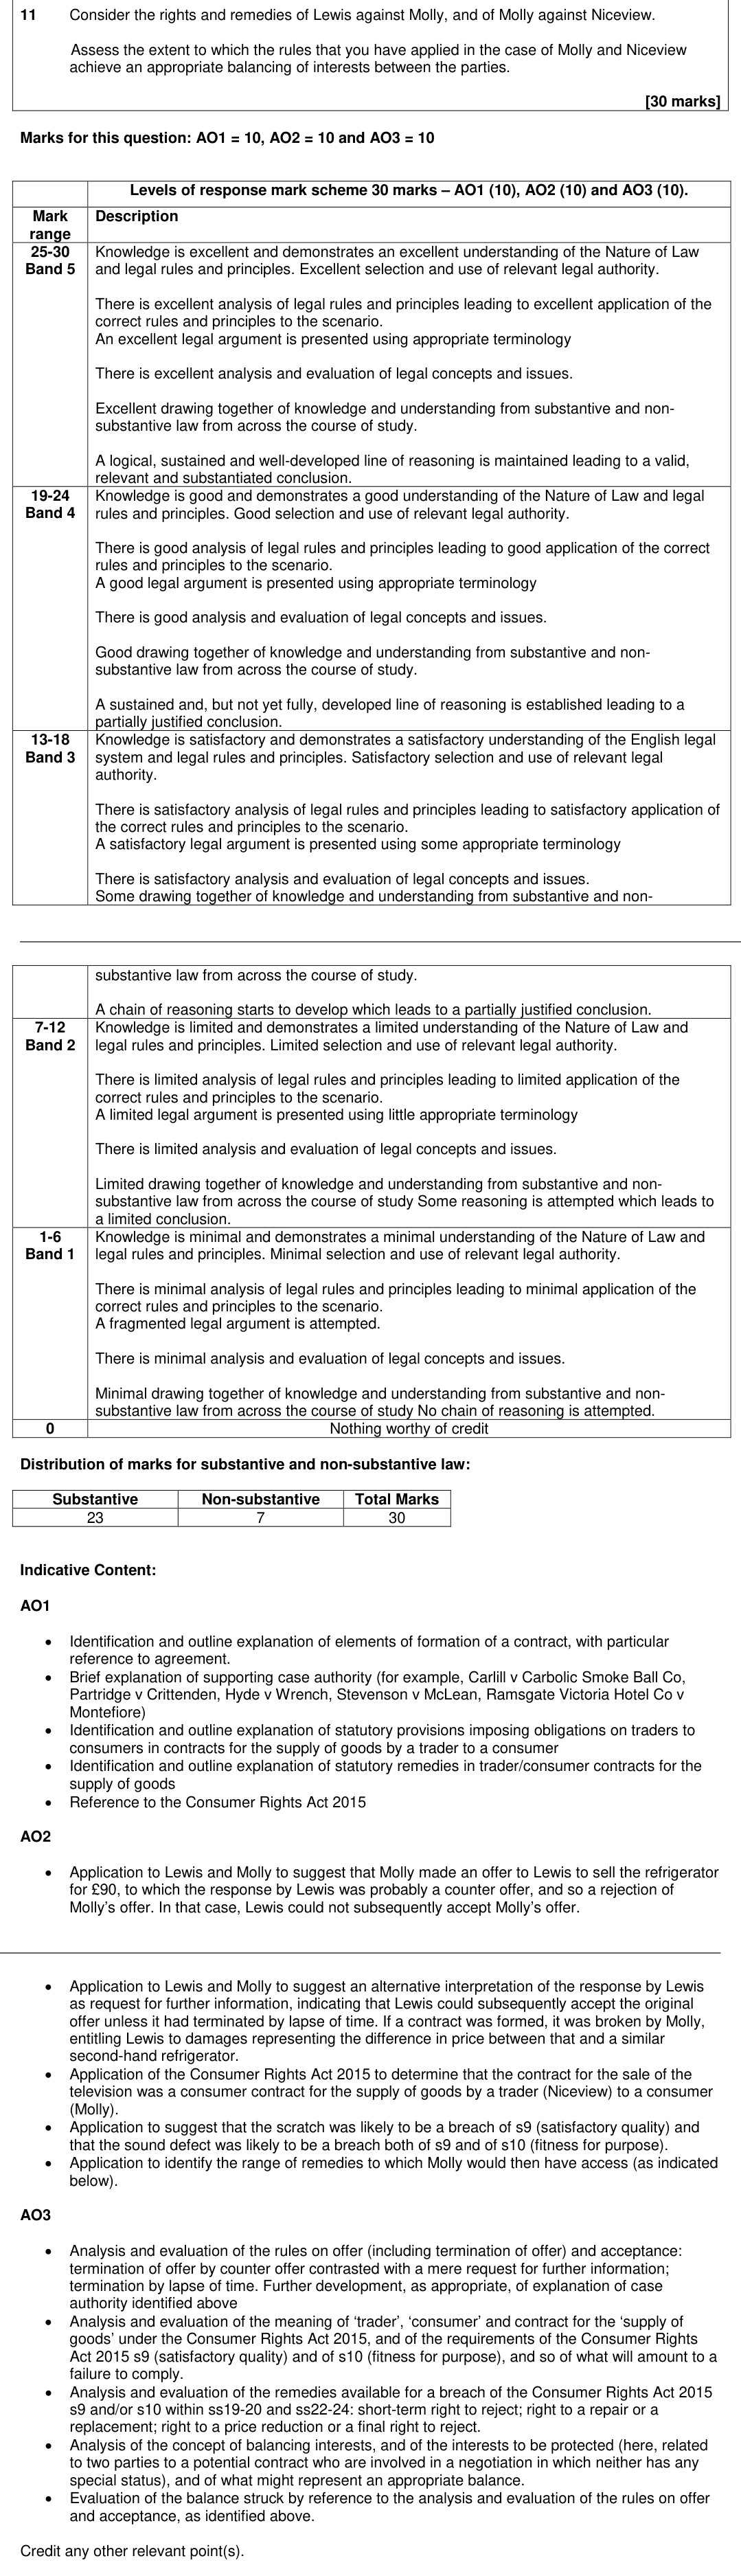 11 Consider the rights and remedies of Lewis against Molly, and of Molly against Niceview.
Assess the extent to which the rules that you have applied in the case of Molly and Niceview
achieve an appropriate balancing of interests between the parties.
[30 marks]
Marks for this question: AO1 = 10, AO2 = 10 and AO3 = 10
Levels of response mark scheme 30 marks – AO1 (10), AO2 (10) and AO3 (10).
Mark range
Description
25-30
Band 5
Knowledge is excellent and demonstrates an excellent understanding of the Nature of Law
and legal rules and principles. Excellent selection and use of relevant legal authority.
There is excellent analysis of legal rules and principles leading to excellent application of the
correct rules and principles to the scenario.
An excellent legal argument is presented using appropriate terminology
There is excellent analysis and evaluation of legal concepts and issues.
Excellent drawing together of knowledge and understanding from substantive and non-
substantive law from across the course of study.
A logical, sustained and well-developed line of reasoning is maintained leading to a valid,
relevant and substantiated conclusion.
19-24
Band 4
Knowledge is good and demonstrates a good understanding of the Nature of Law and legal
rules and principles. Good selection and use of relevant legal authority.
There is good analysis of legal rules and principles leading to good application of the correct
rules and principles to the scenario.
A good legal argument is presented using appropriate terminology
There is good analysis and evaluation of legal concepts and issues.
Good drawing together of knowledge and understanding from substantive and non-
substantive law from across the course of study.
A sustained and, but not yet fully, developed line of reasoning is established leading to a
partially justified conclusion.
13-18
Band 3
Knowledge is satisfactory and demonstrates a satisfactory understanding of the English legal
system and legal rules and principles. Satisfactory selection and use of relevant legal
authority.
There is satisfactory analysis of legal rules and principles leading to satisfactory application of
the correct rules and principles to the scenario.
A satisfactory legal argument is presented using some appropriate terminology
There is satisfactory analysis and evaluation of legal concepts and issues.
Some drawing together of knowledge and understanding from substantive and non-
substantive law from across the course of study.
A chain of reasoning starts to develop which leads to a partially justified conclusion.
7-12
Band 2
Knowledge is limited and demonstrates a limited understanding of the Nature of Law and
legal rules and principles. Limited selection and use of relevant legal authority.
There is limited analysis of legal rules and principles leading to limited application of the
correct rules and principles to the scenario.
A limited legal argument is presented using little appropriate terminology
There is limited analysis and evaluation of legal concepts and issues.
Limited drawing together of knowledge and understanding from substantive and non-
substantive law from across the course of study Some reasoning is attempted which leads to
a limited conclusion.
1-6
Band 1
Knowledge is minimal and demonstrates a minimal understanding of the Nature of Law and
legal rules and principles. Minimal selection and use of relevant legal authority.
There is minimal analysis of legal rules and principles leading to minimal application of the
correct rules and principles to the scenario.
A fragmented legal argument is attempted.
There is minimal analysis and evaluation of legal concepts and issues.
Minimal drawing together of knowledge and understanding from substantive and non-
substantive law from across the course of study No chain of reasoning is attempted.
0 Nothing worthy of credit
Distribution of marks for substantive and non-substantive law:
Substantive Non-substantive Total Marks
23 7 30
Indicative Content:
AO1
• Identification and outline explanation of elements of formation of a contract, with particular
reference to agreement.
• Brief explanation of supporting case authority (for example, Carlill v Carbolic Smoke Ball Co,
Partridge v Crittenden, Hyde v Wrench, Stevenson v McLean, Ramsgate Victoria Hotel Co v
Montefiore)
• Identification and outline explanation of statutory provisions imposing obligations on traders to
consumers in contracts for the supply of goods by a trader to a consumer
• Identification and outline explanation of statutory remedies in trader/consumer contracts for the
supply of goods
• Reference to the Consumer Rights Act 2015
AO2
• Application to Lewis and Molly to suggest that Molly made an offer to Lewis to sell the refrigerator
for £90, to which the response by Lewis was probably a counter offer, and so a rejection of
Molly's offer. In that case, Lewis could not subsequently accept Molly's offer.
• Application to Lewis and Molly to suggest an alternative interpretation of the response by Lewis
as request for further information, indicating that Lewis could subsequently accept the original
offer unless it had terminated by lapse of time. If a contract was formed, it was broken by Molly,
entitling Lewis to damages representing the difference in price between that and a similar
second-hand refrigerator.
• Application of the Consumer Rights Act 2015 to determine that the contract for the sale of the
television was a consumer contract for the supply of goods by a trader (Niceview) to a consumer
(Molly).
• Application to suggest that the scratch was likely to be a breach of s9 (satisfactory quality) and
that the sound defect was likely to be a breach both of s9 and of s10 (fitness for purpose).
• Application to identify the range of remedies to which Molly would then have access (as indicated
below).
AO3
• Analysis and evaluation of the rules on offer (including termination of offer) and acceptance:
termination of offer by counter offer contrasted with a mere request for further information;
termination by lapse of time. Further development, as appropriate, of explanation of case
authority identified above
• Analysis and evaluation of the meaning of 'trader', 'consumer' and contract for the 'supply of
goods' under the Consumer Rights Act 2015, and of the requirements of the Consumer Rights
Act 2015 s9 (satisfactory quality) and of s10 (fitness for purpose), and so of what will amount to a
failure to comply.
• Analysis and evaluation of the remedies available for a breach of the Consumer Rights Act 2015
s9 and/or s10 within ss19-20 and ss22-24: short-term right to reject; right to a repair or a
replacement; right to a price reduction or a final right to reject.
• Analysis of the concept of balancing interests, and of the interests to be protected (here, related
to two parties to a potential contract who are involved in a negotiation in which neither has any
special status), and of what might represent an appropriate balance.
• Evaluation of the balance struck by reference to the analysis and evaluation of the rules on offer
and acceptance, as identified above.
Credit any other relevant point(s).